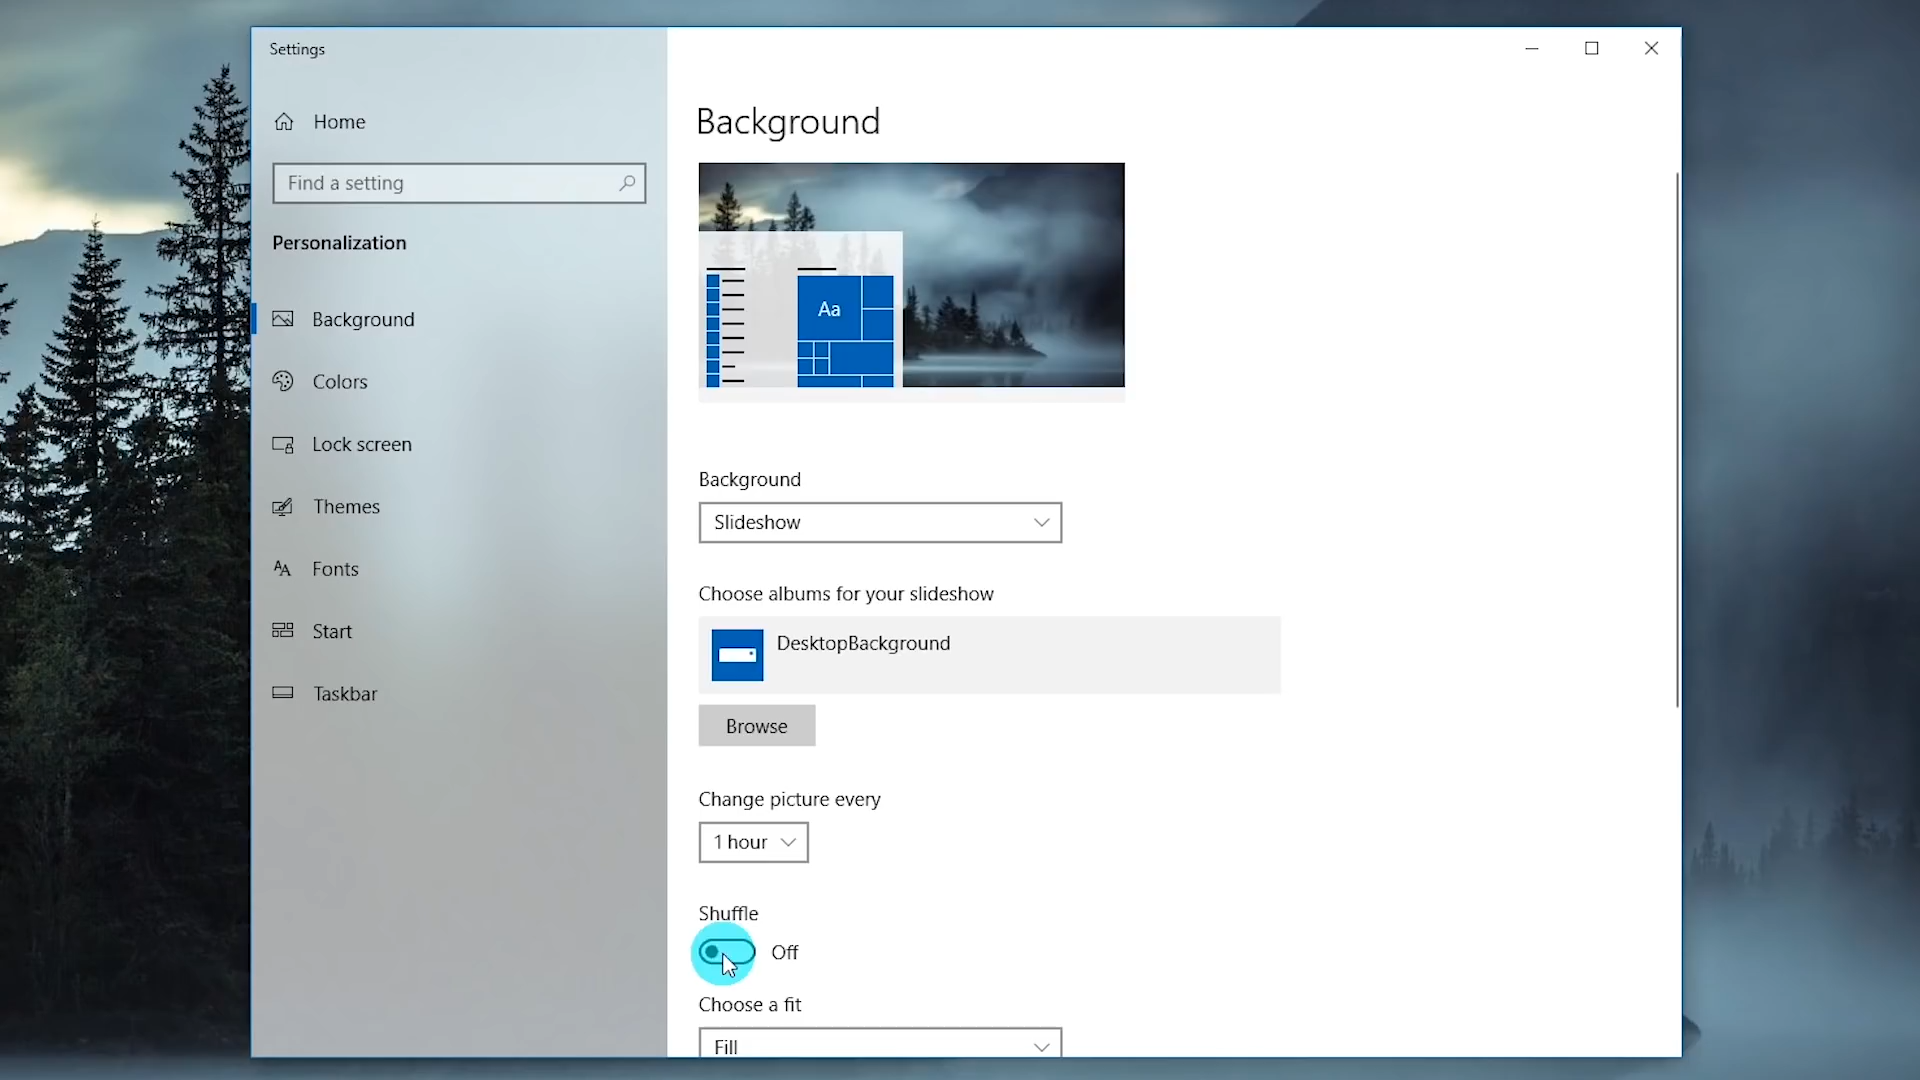 Settings
Home
Find a setting
Personalization
Background
Colors
Lock screen
Themes
Fonts
Start
Taskbar
Background
Aa
Background
Slideshow
Choose albums for your slideshow
DesktopBackground
Browse
Change picture every
1 hour
Shuffle
Off
Choose a fit
Fill